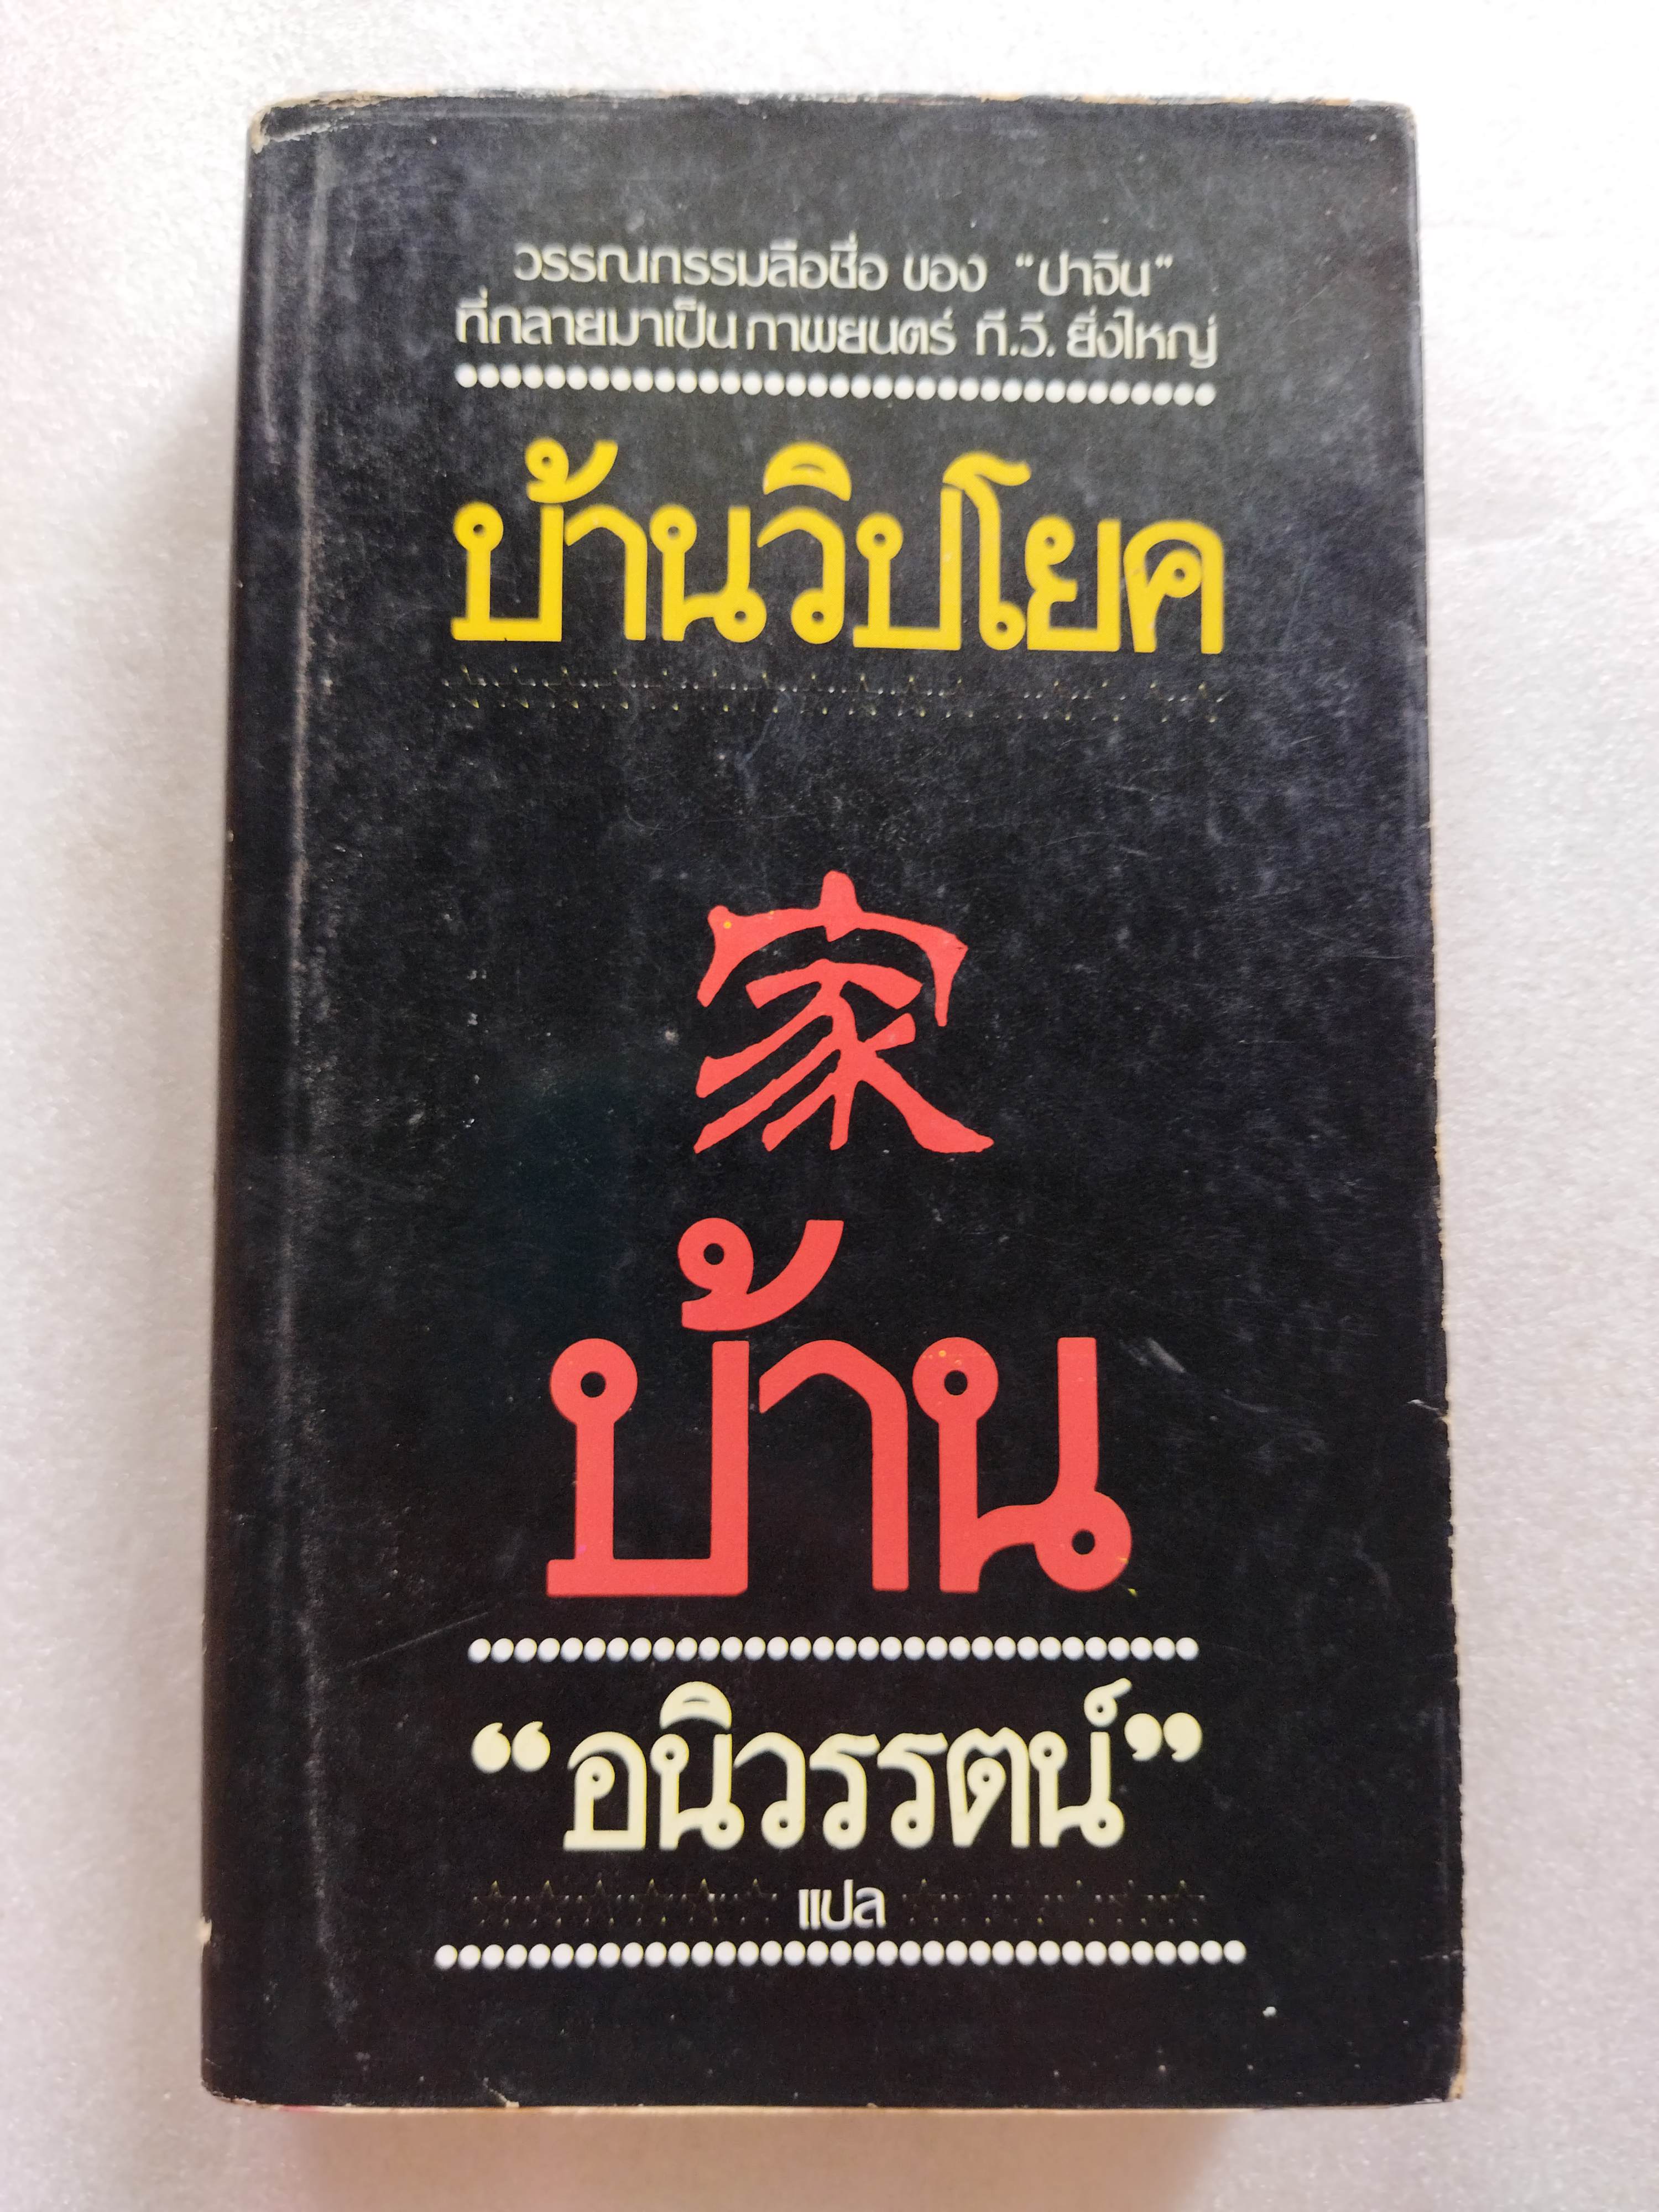 วรรณกรรมลือชื่อ ของ "ปาจิน"
ที่กลายมาเป็นภาพยนตร์ ที.วี. ยิ่งใหญ่
บ้านวิปโยค
家
บ้าน
“อนิวรรตน์”
แปล